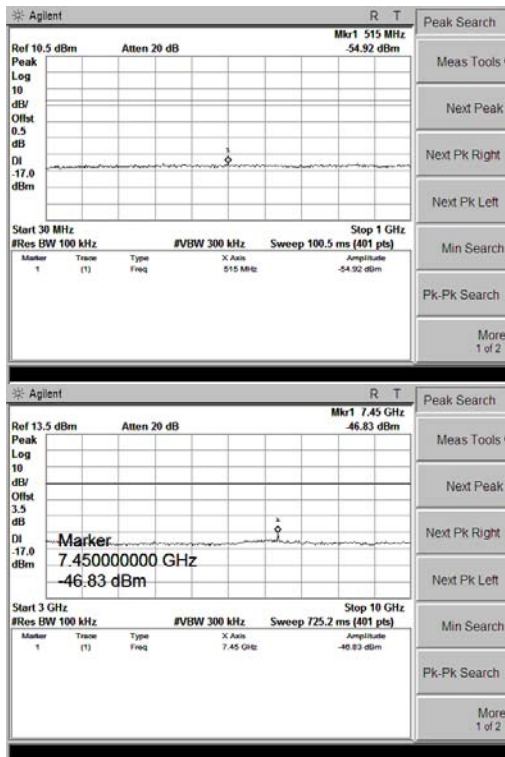 Agilent R T
Peak Search
Mkr1 515 MHz
Ref 10.5 dBm Atten 20 dB -54.92 dBm
Peak
Log
10
dB/
Offst
0.5
dB
DI
-17.0
dBm
1
Start 30 MHz Stop 1 GHz
#Res BW 100 kHz #VBW 300 kHz Sweep 100.5 ms (401 pts)
Marker Trace Type X Axis Amplitude
1 (1) Freq 515 MHz -54.92 dBm
Meas Tools
Next Peak
Next Pk Right
Next Pk Left
Min Search
Pk-Pk Search
More
1 of 2
Agilent R T
Peak Search
Mkr1 7.45 GHz
Ref 13.5 dBm Atten 20 dB -46.83 dBm
Peak
Log
10
dB/
Offst
3.5
dB
DI
-17.0
dBm
1
Marker
7.450000000 GHz
-46.83 dBm
Start 3 GHz Stop 10 GHz
#Res BW 100 kHz #VBW 300 kHz Sweep 725.2 ms (401 pts)
Marker Trace Type X Axis Amplitude
1 (1) Freq 7.45 GHz -46.83 dBm
Meas Tools
Next Peak
Next Pk Right
Next Pk Left
Min Search
Pk-Pk Search
More
1 of 2